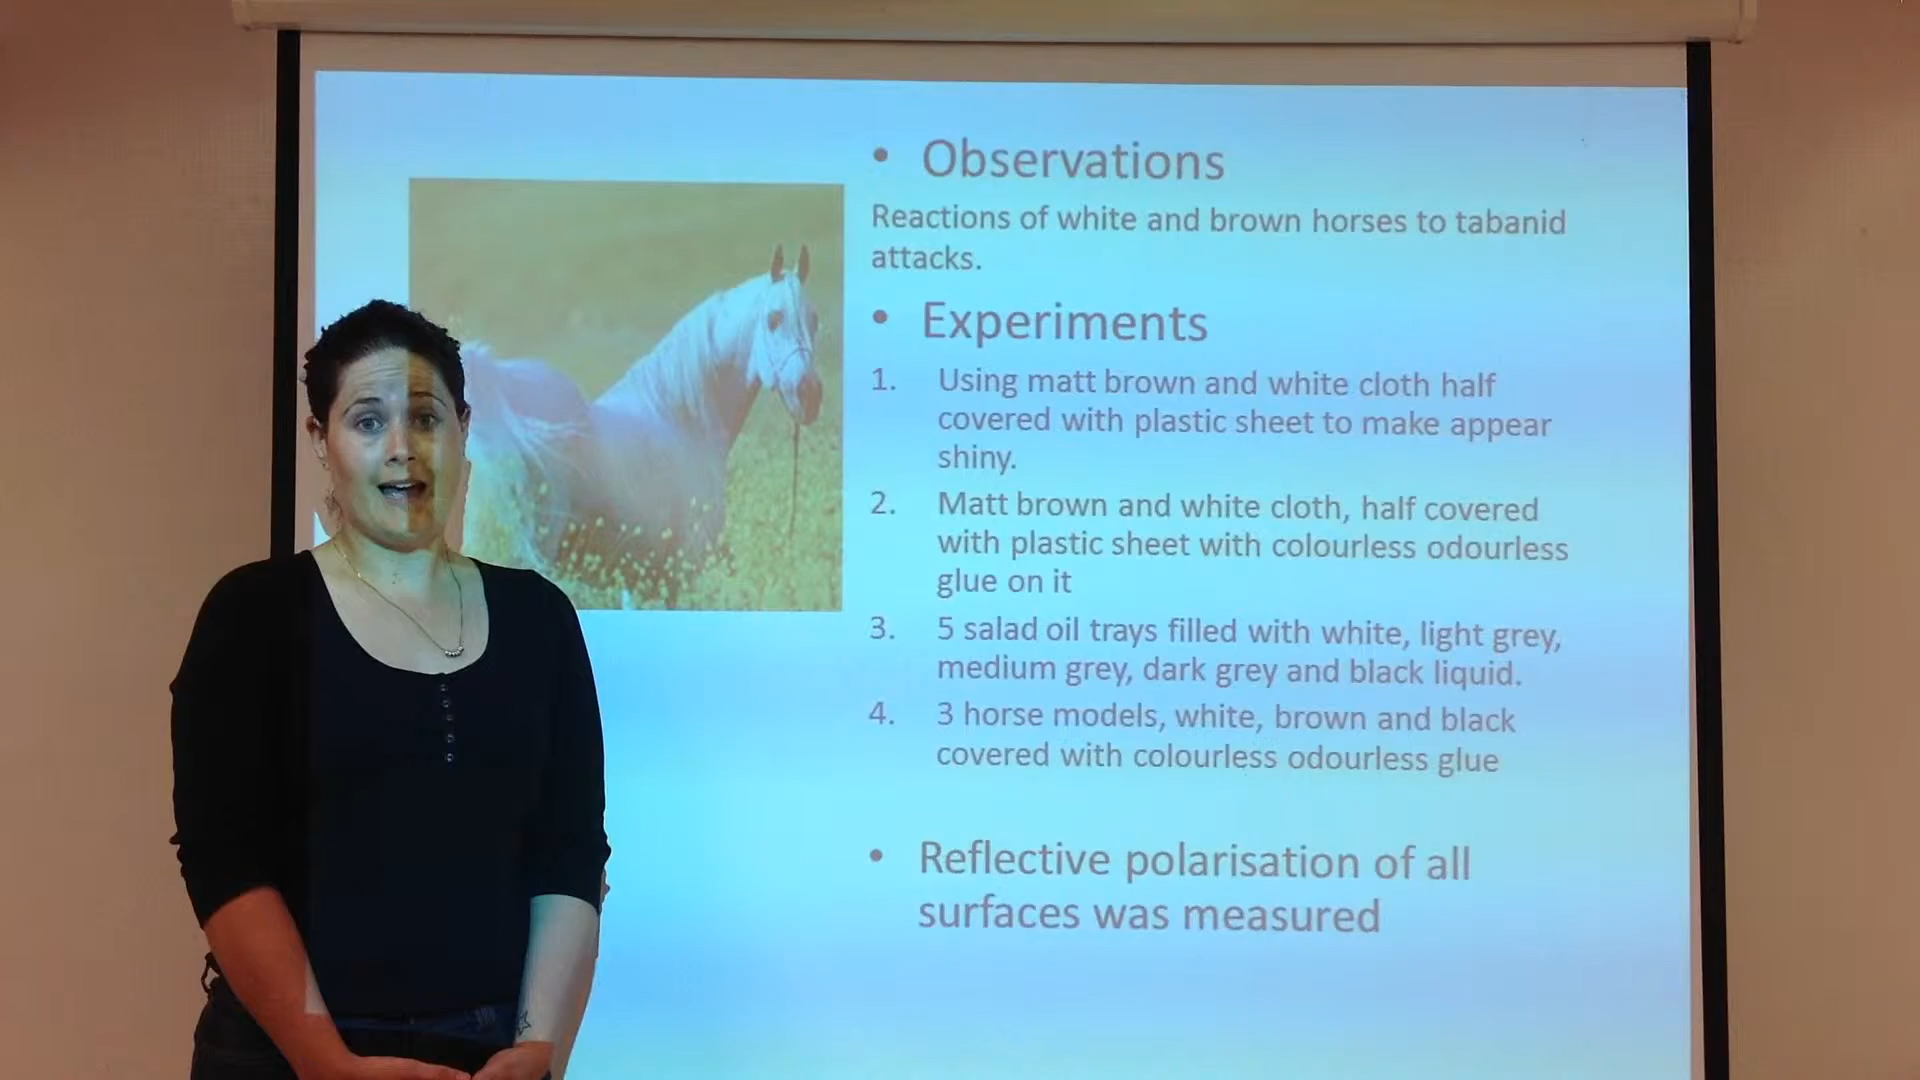 • Observations
Reactions of white and brown horses to tabanid
attacks.
• Experiments
1. Using matt brown and white cloth half
covered with plastic sheet to make appear
shiny.
2. Matt brown and white cloth, half covered
with plastic sheet with colourless odourless
glue on it
3. 5 salad oil trays filled with white, light grey,
medium grey, dark grey and black liquid.
4. 3 horse models, white, brown and black
covered with colourless odourless glue
• Reflective polarisation of all
surfaces was measured